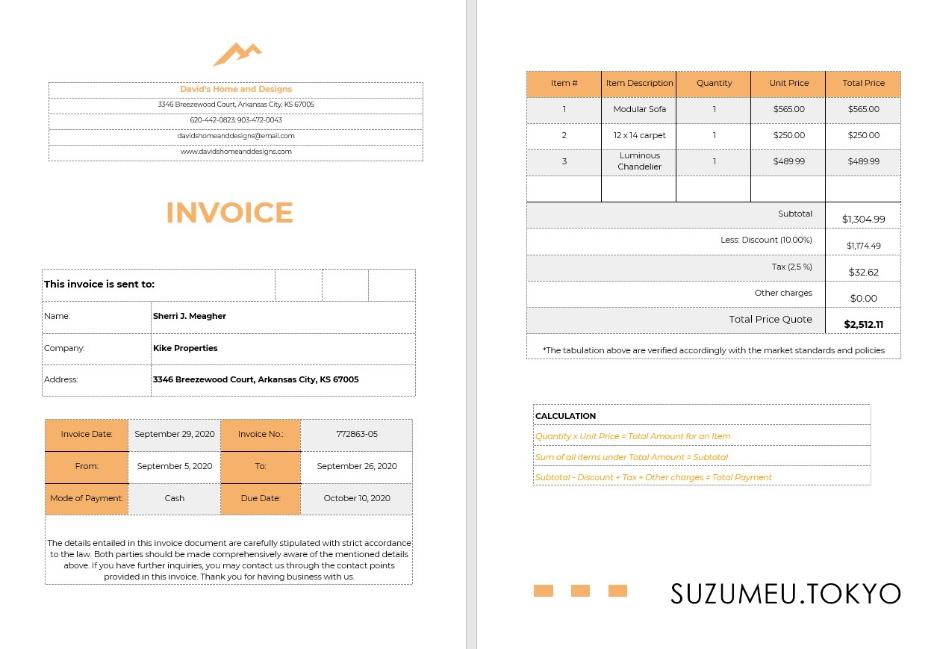 David's Home and Designs
3346 Breezewood Court, Arkansas City, KS 67005
620-442-0823; 903-472-0043
davidshomeanddesigns@email.com
www.davidshomeanddesigns.com
INVOICE
This invoice is sent to:
Name: Sherri J. Meagher
Company: Kike Properties
Address: 3346 Breezewood Court, Arkansas City, KS 67005
Invoice Date: September 29, 2020 Invoice No.: 772863-05
From: September 5, 2020 To: September 26, 2020
Mode of Payment: Cash Due Date: October 10, 2020
The details entailed in this invoice document are carefully stipulated with strict accordance
to the law. Both parties should be made comprehensively aware of the mentioned details
above. If you have further inquiries, you may contact us through the contact points
provided in this invoice. Thank you for having business with us.
Item # Item Description Quantity Unit Price Total Price
1 Modular Sofa 1 $565.00 $565.00
2 12 x 14 carpet 1 $250.00 $250.00
3 Luminous Chandelier 1 $489.99 $489.99
Subtotal $1,304.99
Less: Discount (10.00%) $1,174.49
Tax (2.5 %) $32.62
Other charges $0.00
Total Price Quote $2,512.11
*The tabulation above are verified accordingly with the market standards and policies
CALCULATION
Quantity x Unit Price = Total Amount for an Item
Sum of all items under Total Amount = Subtotal
Subtotal - Discount + Tax + Other charges = Total Payment
SUZUMEU.TOKYO